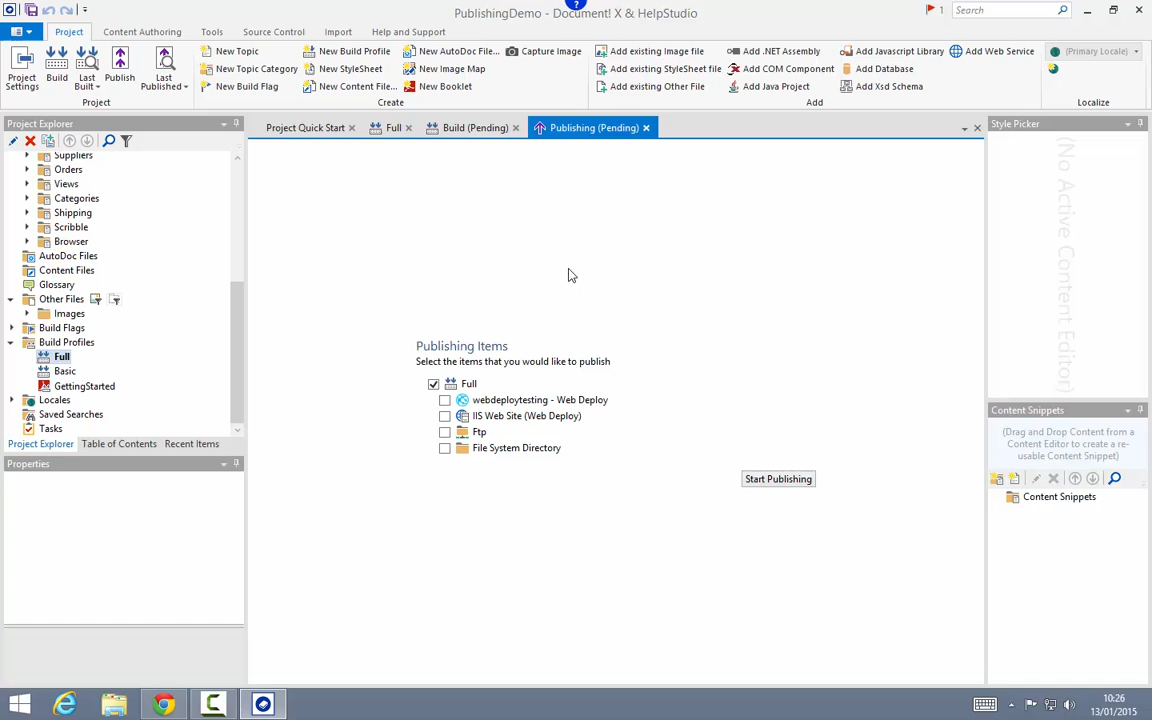 PublishingDemo - Document! X & HelpStudio
1
Search
Project
Content Authoring
Tools
Source Control
Import
Help and Support
Project Settings
Build
Last Built
Publish
Last Published
New Topic
New Topic Category
New Build Flag
New Build Profile
New StyleSheet
New Content File...
New AutoDoc File...
New Image Map
New Booklet
Capture Image
Add existing Image file
Add existing StyleSheet file
Add existing Other File
Add .NET Assembly
Add COM Component
Add Java Project
Add Javascript Library
Add Database
Add Xsd Schema
Add Web Service
(Primary Locale)
Project
Create
Add
Localize
Project Explorer
Suppliers
Orders
Views
Categories
Shipping
Scribble
Browser
AutoDoc Files
Content Files
Glossary
Other Files
Images
Build Flags
Build Profiles
Full
Basic
GettingStarted
Locales
Saved Searches
Tasks
Project Explorer
Table of Contents
Recent Items
Properties
Project Quick Start
Full
Build (Pending)
Publishing (Pending)
Publishing Items
Select the items that you would like to publish
Full
webdeploytesting - Web Deploy
IIS Web Site (Web Deploy)
Ftp
File System Directory
Start Publishing
Style Picker
(No Active Content Editor)
Content Snippets
(Drag and Drop Content from a
Content Editor to create a re-
usable Content Snippet)
Content Snippets
10:26
13/01/2015